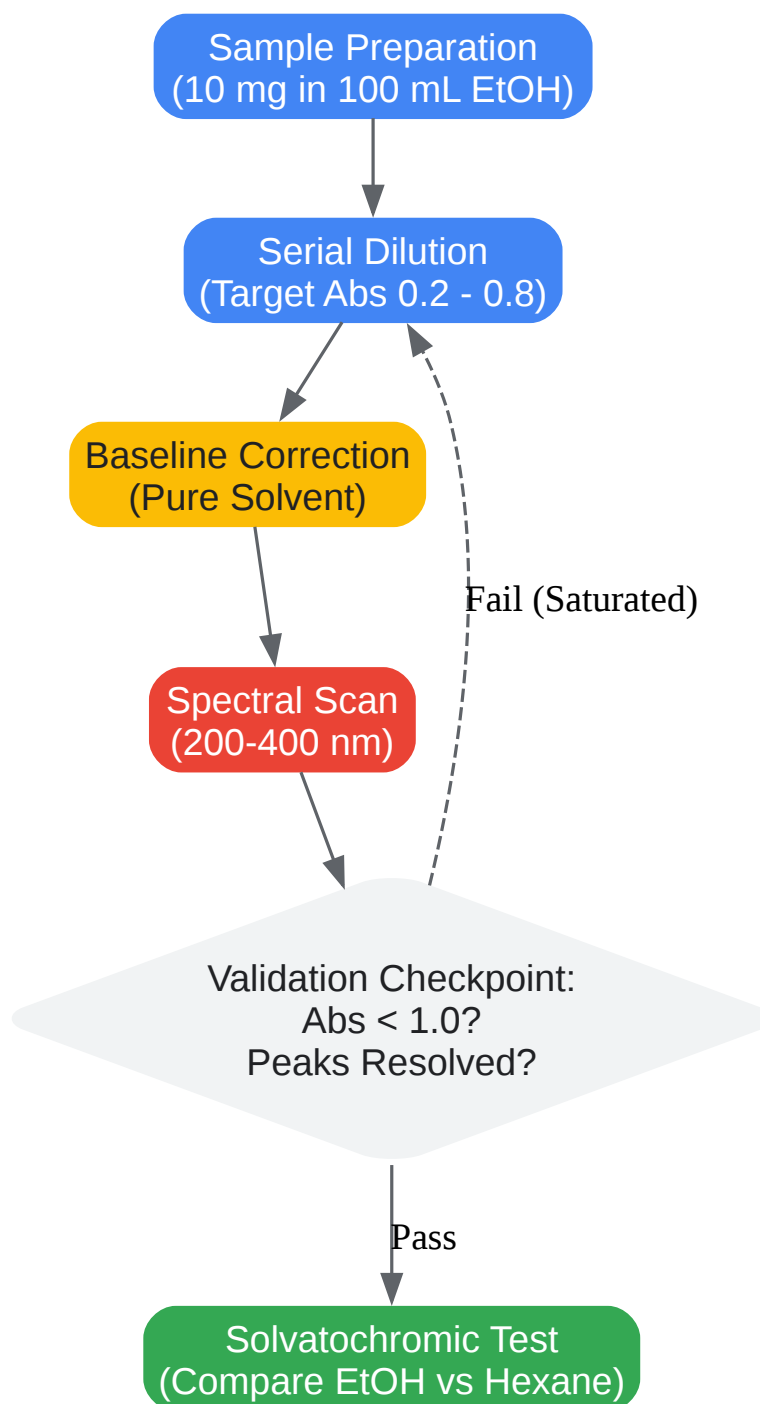 Sample Preparation
(10 mg in 100 mL EtOH)
Serial Dilution
(Target Abs 0.2 - 0.8)
Baseline Correction
(Pure Solvent)
Fail (Saturated)
Spectral Scan
(200-400 nm)
Validation Checkpoint:
Abs < 1.0?
Peaks Resolved?
Pass
Solvatochromic Test
(Compare EtOH vs Hexane)